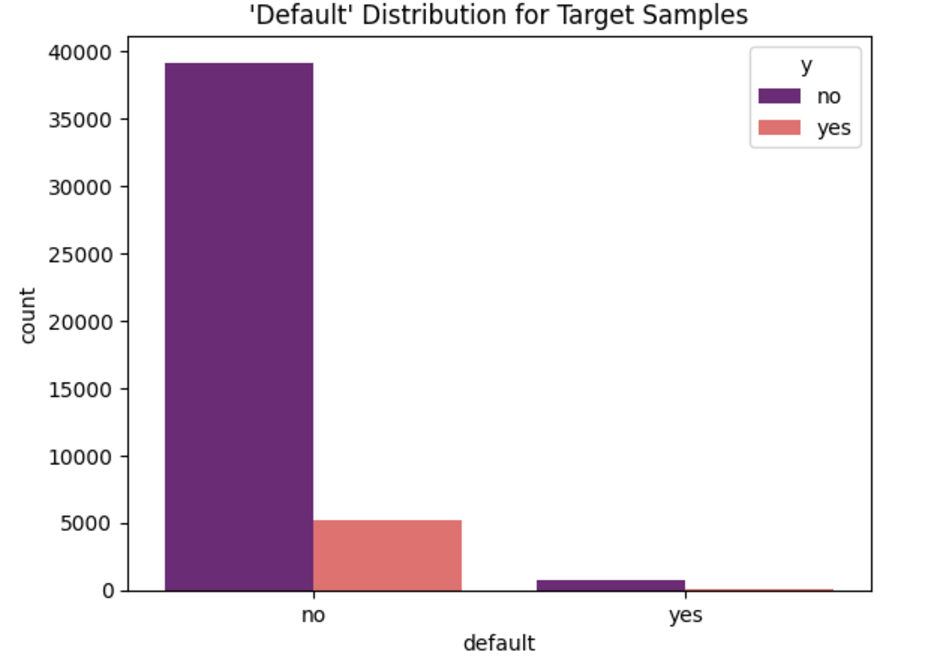 'Default' Distribution for Target Samples
y
no
yes
40000
35000
30000
25000
20000
15000
10000
5000
0
count
no
yes
default